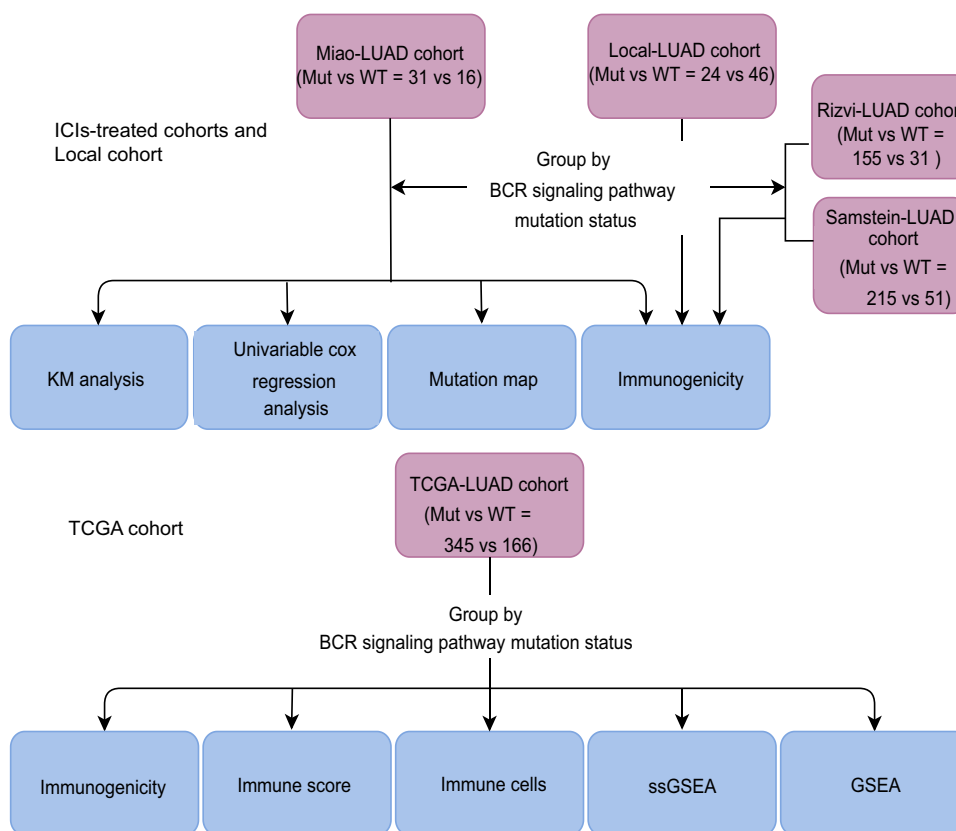 Miao-LUAD cohort
(Mut vs WT = 31 vs 16)
Local-LUAD cohort
(Mut vs WT = 24 vs 46)
Rizvi-LUAD cohort
(Mut vs WT =
155 vs 31 )
ICIs-treated cohorts and
Local cohort
Group by
BCR signaling pathway
mutation status
Samstein-LUAD
cohort
(Mut vs WT =
215 vs 51)
KM analysis
Univariable cox
regression
analysis
Mutation map
Immunogenicity
TCGA-LUAD cohort
(Mut vs WT =
345 vs 166)
TCGA cohort
Group by
BCR signaling pathway mutation status
Immunogenicity
Immune score
Immune cells
ssGSEA
GSEA